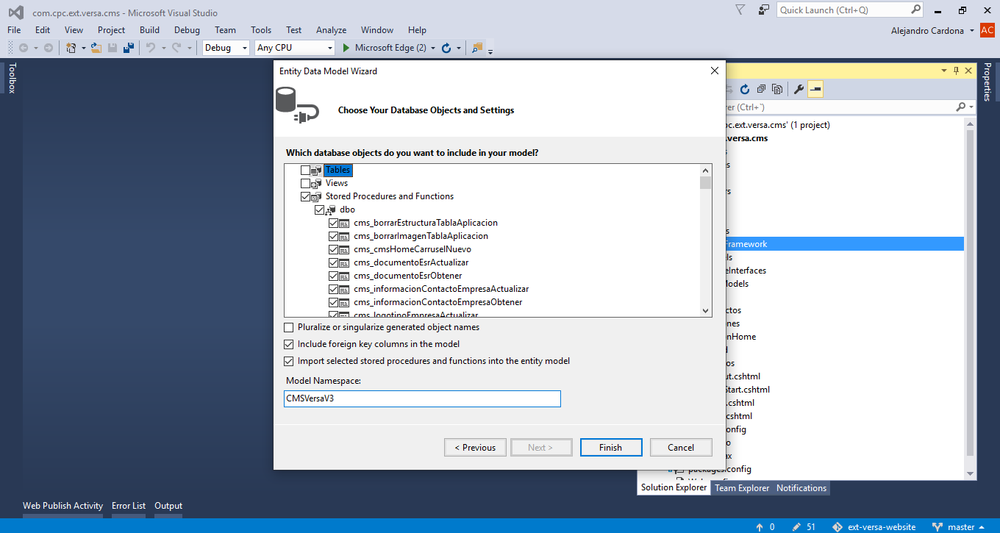 com.cpc.ext.versa.cms - Microsoft Visual Studio
Quick Launch (Ctrl+Q)
File Edit View Project Build Debug Team Tools Test Analyze Window Help
Alejandro Cardona AC
Debug Any CPU Microsoft Edge (2)
Toolbox
Properties
Entity Data Model Wizard
Choose Your Database Objects and Settings
Which database objects do you want to include in your model?
Tables
Views
Stored Procedures and Functions
dbo
cms_borrarEstructuraTablaAplicacion
cms_borrarImagenTablaAplicacion
cms_cmsHomeCarruselNuevo
cms_documentoEsrActualizar
cms_documentoEsrObtener
cms_informacionContactoEmpresaActualizar
cms_informacionContactoEmpresaObtener
cms_logotipoEmpresaActualizar
Pluralize or singularize generated object names
Include foreign key columns in the model
Import selected stored procedures and functions into the entity model
Model Namespace:
CMSVersaV3
< Previous Next > Finish Cancel
rer (Ctrl+`)
pc.ext.versa.cms' (1 project)
.versa.cms
s
s
rs
s
Framework
els
eInterfaces
Models
ctos
nes
onHome
d
os
ut.cshtml
Start.cshtml
.cshtml
cshtml
onfig
o
ax
packages.config
Solution Explorer Team Explorer Notifications
Web Publish Activity Error List Output
0 51 ext-versa-website master